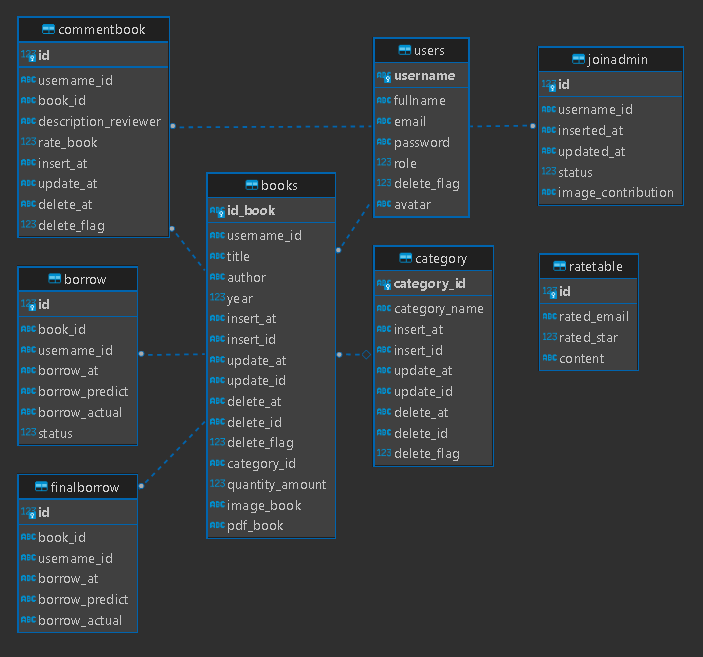 commentbook
id
username_id
book_id
description_reviewer
rate_book
insert_at
update_at
delete_at
delete_flag
users
username
fullname
email
password
role
delete_flag
avatar
joinadmin
id
username_id
inserted_at
updated_at
status
image_contribution
books
id_book
username_id
title
author
year
insert_at
insert_id
update_at
update_id
delete_at
delete_id
delete_flag
category_id
quantity_amount
image_book
pdf_book
category
category_id
category_name
insert_at
insert_id
update_at
update_id
delete_at
delete_id
delete_flag
ratetable
id
rated_email
rated_star
content
borrow
id
book_id
username_id
borrow_at
borrow_predict
borrow_actual
status
finalborrow
id
book_id
username_id
borrow_at
borrow_predict
borrow_actual